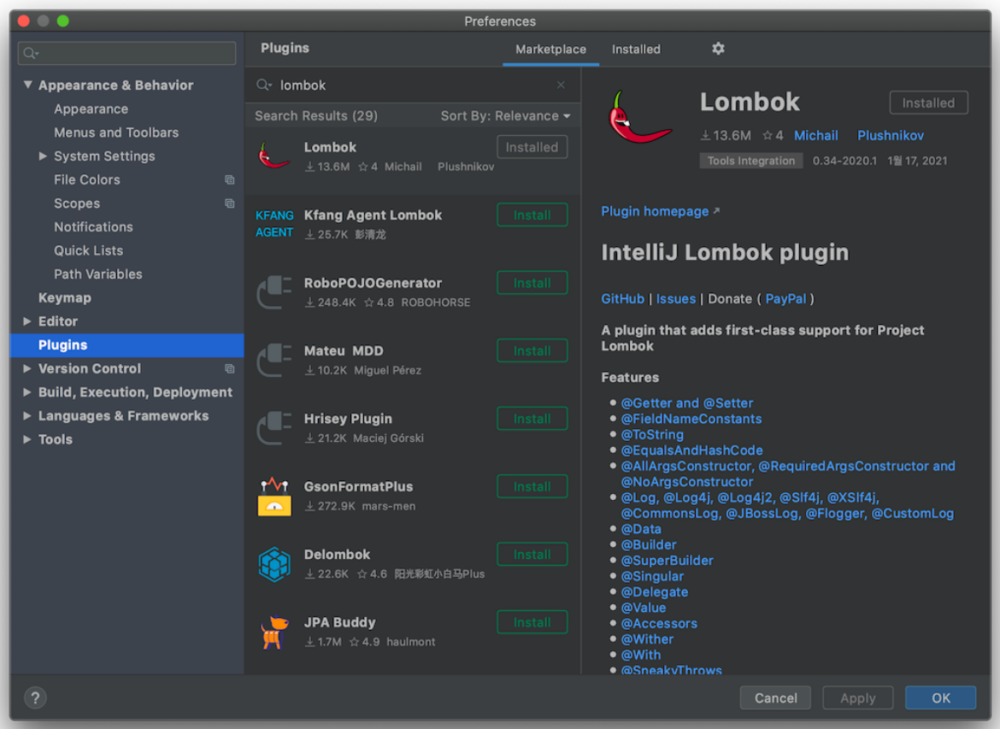 Preferences
Appearance & Behavior
Appearance
Menus and Toolbars
System Settings
File Colors
Scopes
Notifications
Quick Lists
Path Variables
Keymap
Editor
Plugins
Version Control
Build, Execution, Deployment
Languages & Frameworks
Tools
Plugins
Marketplace
Installed
lombok
Search Results (29)
Sort By: Relevance
Lombok
Installed
13.6M 4 Michail Plushnikov
KFANG AGENT
Kfang Agent Lombok
Install
25.7K 彭清龙
RoboPOJOGenerator
Install
248.4K 4.8 ROBOHORSE
Mateu MDD
Install
10.2K Miguel Pérez
Hrisey Plugin
Install
21.2K Maciej Górski
GsonFormatPlus
Install
272.9K mars-men
Delombok
Install
22.6K 4.6 阳光彩虹小白马Plus
JPA Buddy
Install
1.7M 4.9 haulmont
Lombok
Installed
13.6M 4 Michail Plushnikov
Tools Integration 0.34-2020.1 1월 17, 2021
Plugin homepage
IntelliJ Lombok plugin
GitHub | Issues | Donate ( PayPal )
A plugin that adds first-class support for Project
Lombok
Features
@Getter and @Setter
@FieldNameConstants
@ToString
@EqualsAndHashCode
@AllArgsConstructor, @RequiredArgsConstructor and
@NoArgsConstructor
@Log, @Log4j, @Log4j2, @Slf4j, @XSlf4j,
@CommonsLog, @JBossLog, @Flogger, @CustomLog
@Data
@Builder
@SuperBuilder
@Singular
@Delegate
@Value
@Accessors
@Wither
@With
@SneakyThrows
?
Cancel
Apply
OK